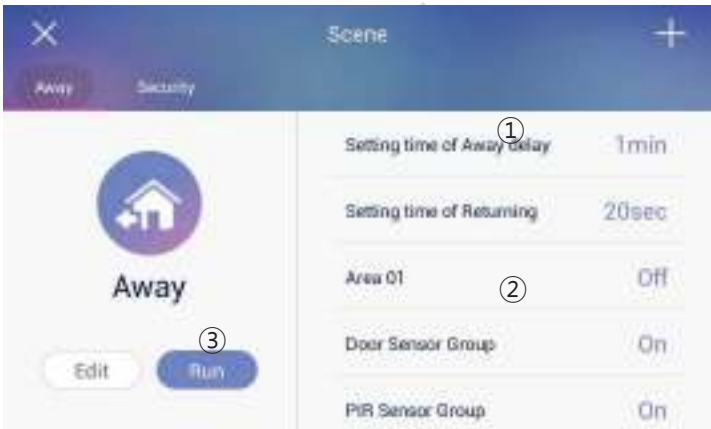 Scene
Away Security
① 
Setting time of Away delay 1min
Setting time of Returning 20sec
Away
Area 01 Off
②
③
Door Sensor Group On
Edit Run
PIR Sensor Group On